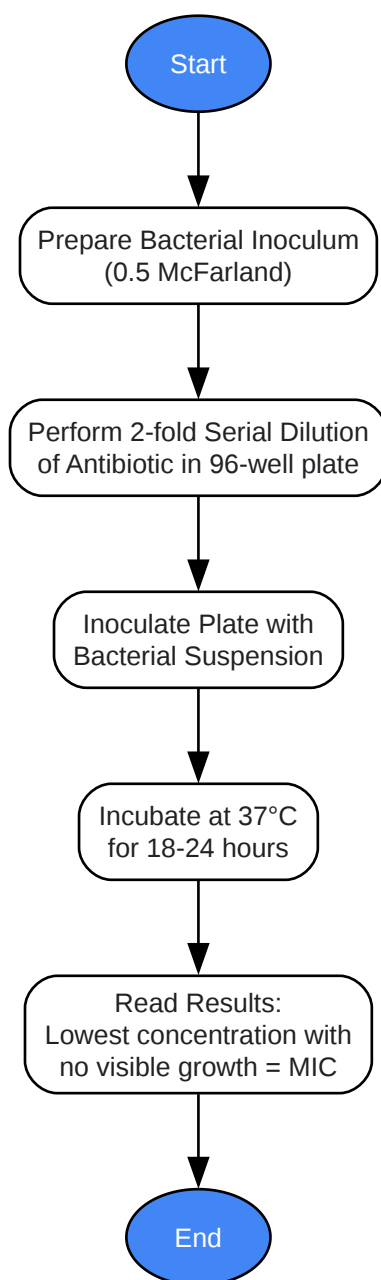 Start
Prepare Bacterial Inoculum
(0.5 McFarland)
Perform 2-fold Serial Dilution
of Antibiotic in 96-well plate
Inoculate Plate with
Bacterial Suspension
Incubate at 37°C
for 18-24 hours
Read Results:
Lowest concentration with
no visible growth = MIC
End